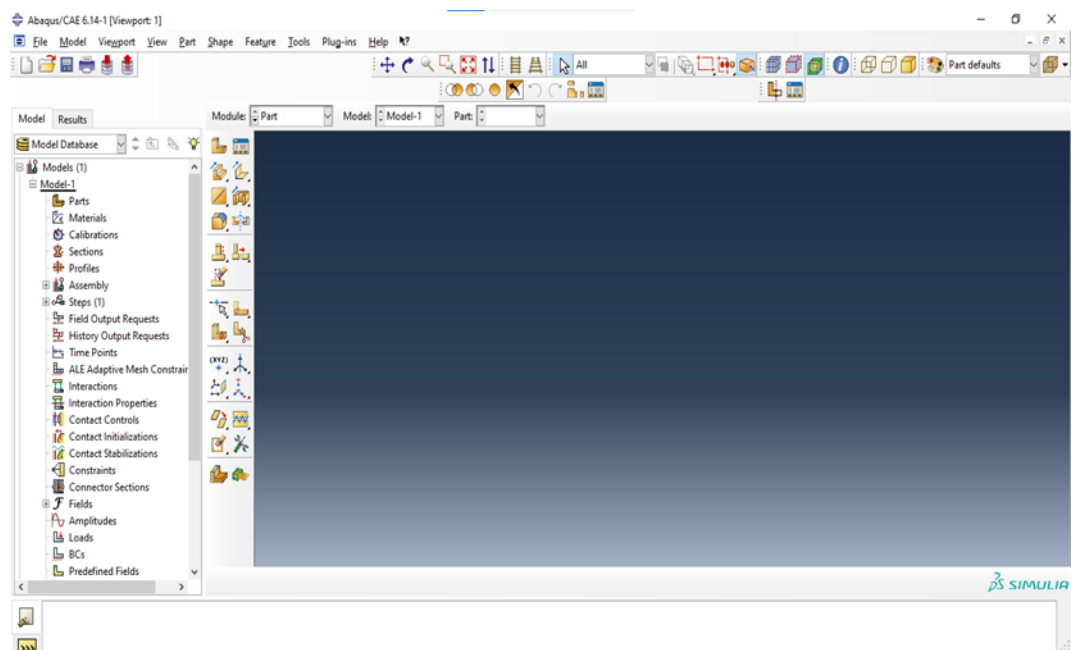 Abaqus/CAE 6.14-1 [Viewport: 1]
File Model Viewport View Part Shape Feature Tools Plug-ins Help
All
Part defaults
Model Results
Module: Part Model: Model-1 Part:
Model Database
Models (1)
Model-1
Parts
Materials
Calibrations
Sections
Profiles
Assembly
Steps (1)
Field Output Requests
History Output Requests
Time Points
ALE Adaptive Mesh Constrair
Interactions
Interaction Properties
Contact Controls
Contact Initializations
Contact Stabilizations
Constraints
Connector Sections
Fields
Amplitudes
Loads
BCs
Predefined Fields
(XYZ)
SIMULIA
>>>